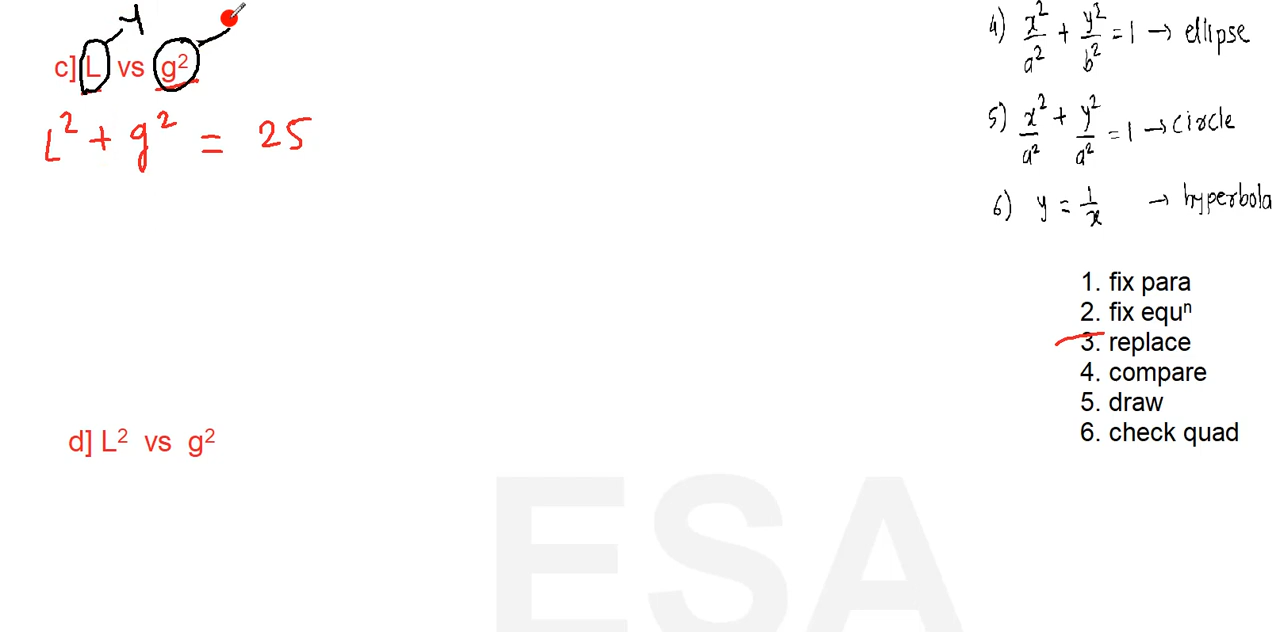 y
c] L vs g²
L² + g² = 25
d] L² vs g²
4) x²/a² + y²/b² = 1 → ellipse
5) x²/a² + y²/a² = 1 → circle
6) y = 1/x → hyperbola
1. fix para
2. fix equⁿ
3. replace
4. compare
5. draw
6. check quad
ESA